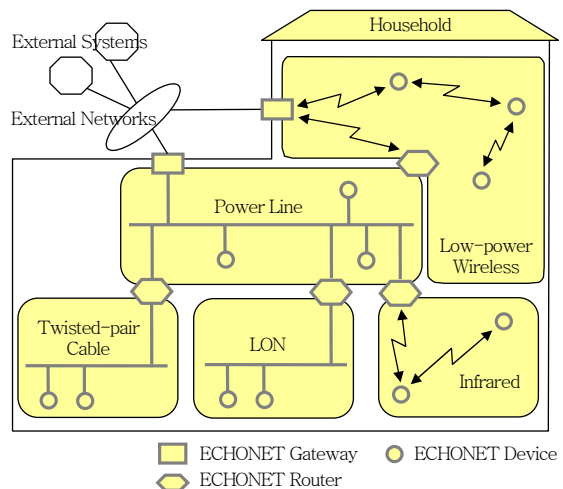 Household
External Systems
External Networks
Power Line
Low-power
Wireless
Twisted-pair
Cable
LON
Infrared
ECHONET Gateway
ECHONET Device
ECHONET Router